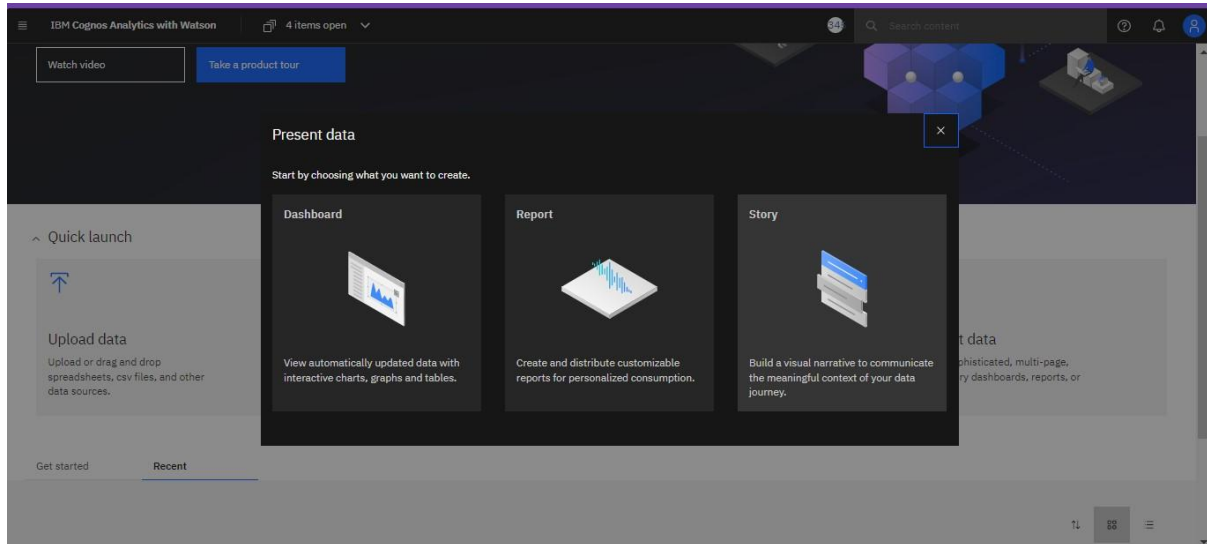 IBM Cognos Analytics with Watson
4 items open
34
Search content
Watch video
Take a product tour
Present data
Start by choosing what you want to create.
Dashboard
View automatically updated data with
interactive charts, graphs and tables.
Report
Create and distribute customizable
reports for personalized consumption.
Story
Build a visual narrative to communicate
the meaningful context of your data
journey.
Quick launch
Upload data
Upload or drag and drop
spreadsheets, csv files, and other
data sources.
t data
phisticated, multi-page,
ry dashboards, reports, or
Get started
Recent